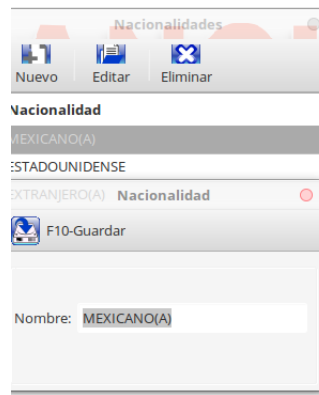 Nacionalidades
Nuevo Editar Eliminar
Nacionalidad
MEXICANO(A)
ESTADOUNIDENSE
EXTRANJERO(A) Nacionalidad
F10-Guardar
Nombre: MEXICANO(A)